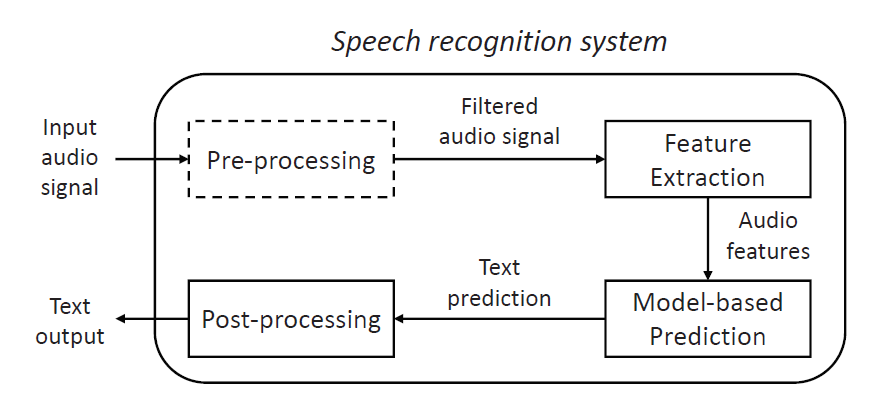 Speech recognition system
Input
audio
signal
Pre-processing
Filtered
audio signal
Feature
Extraction
Audio
features
Model-based
Prediction
Text
prediction
Post-processing
Text
output